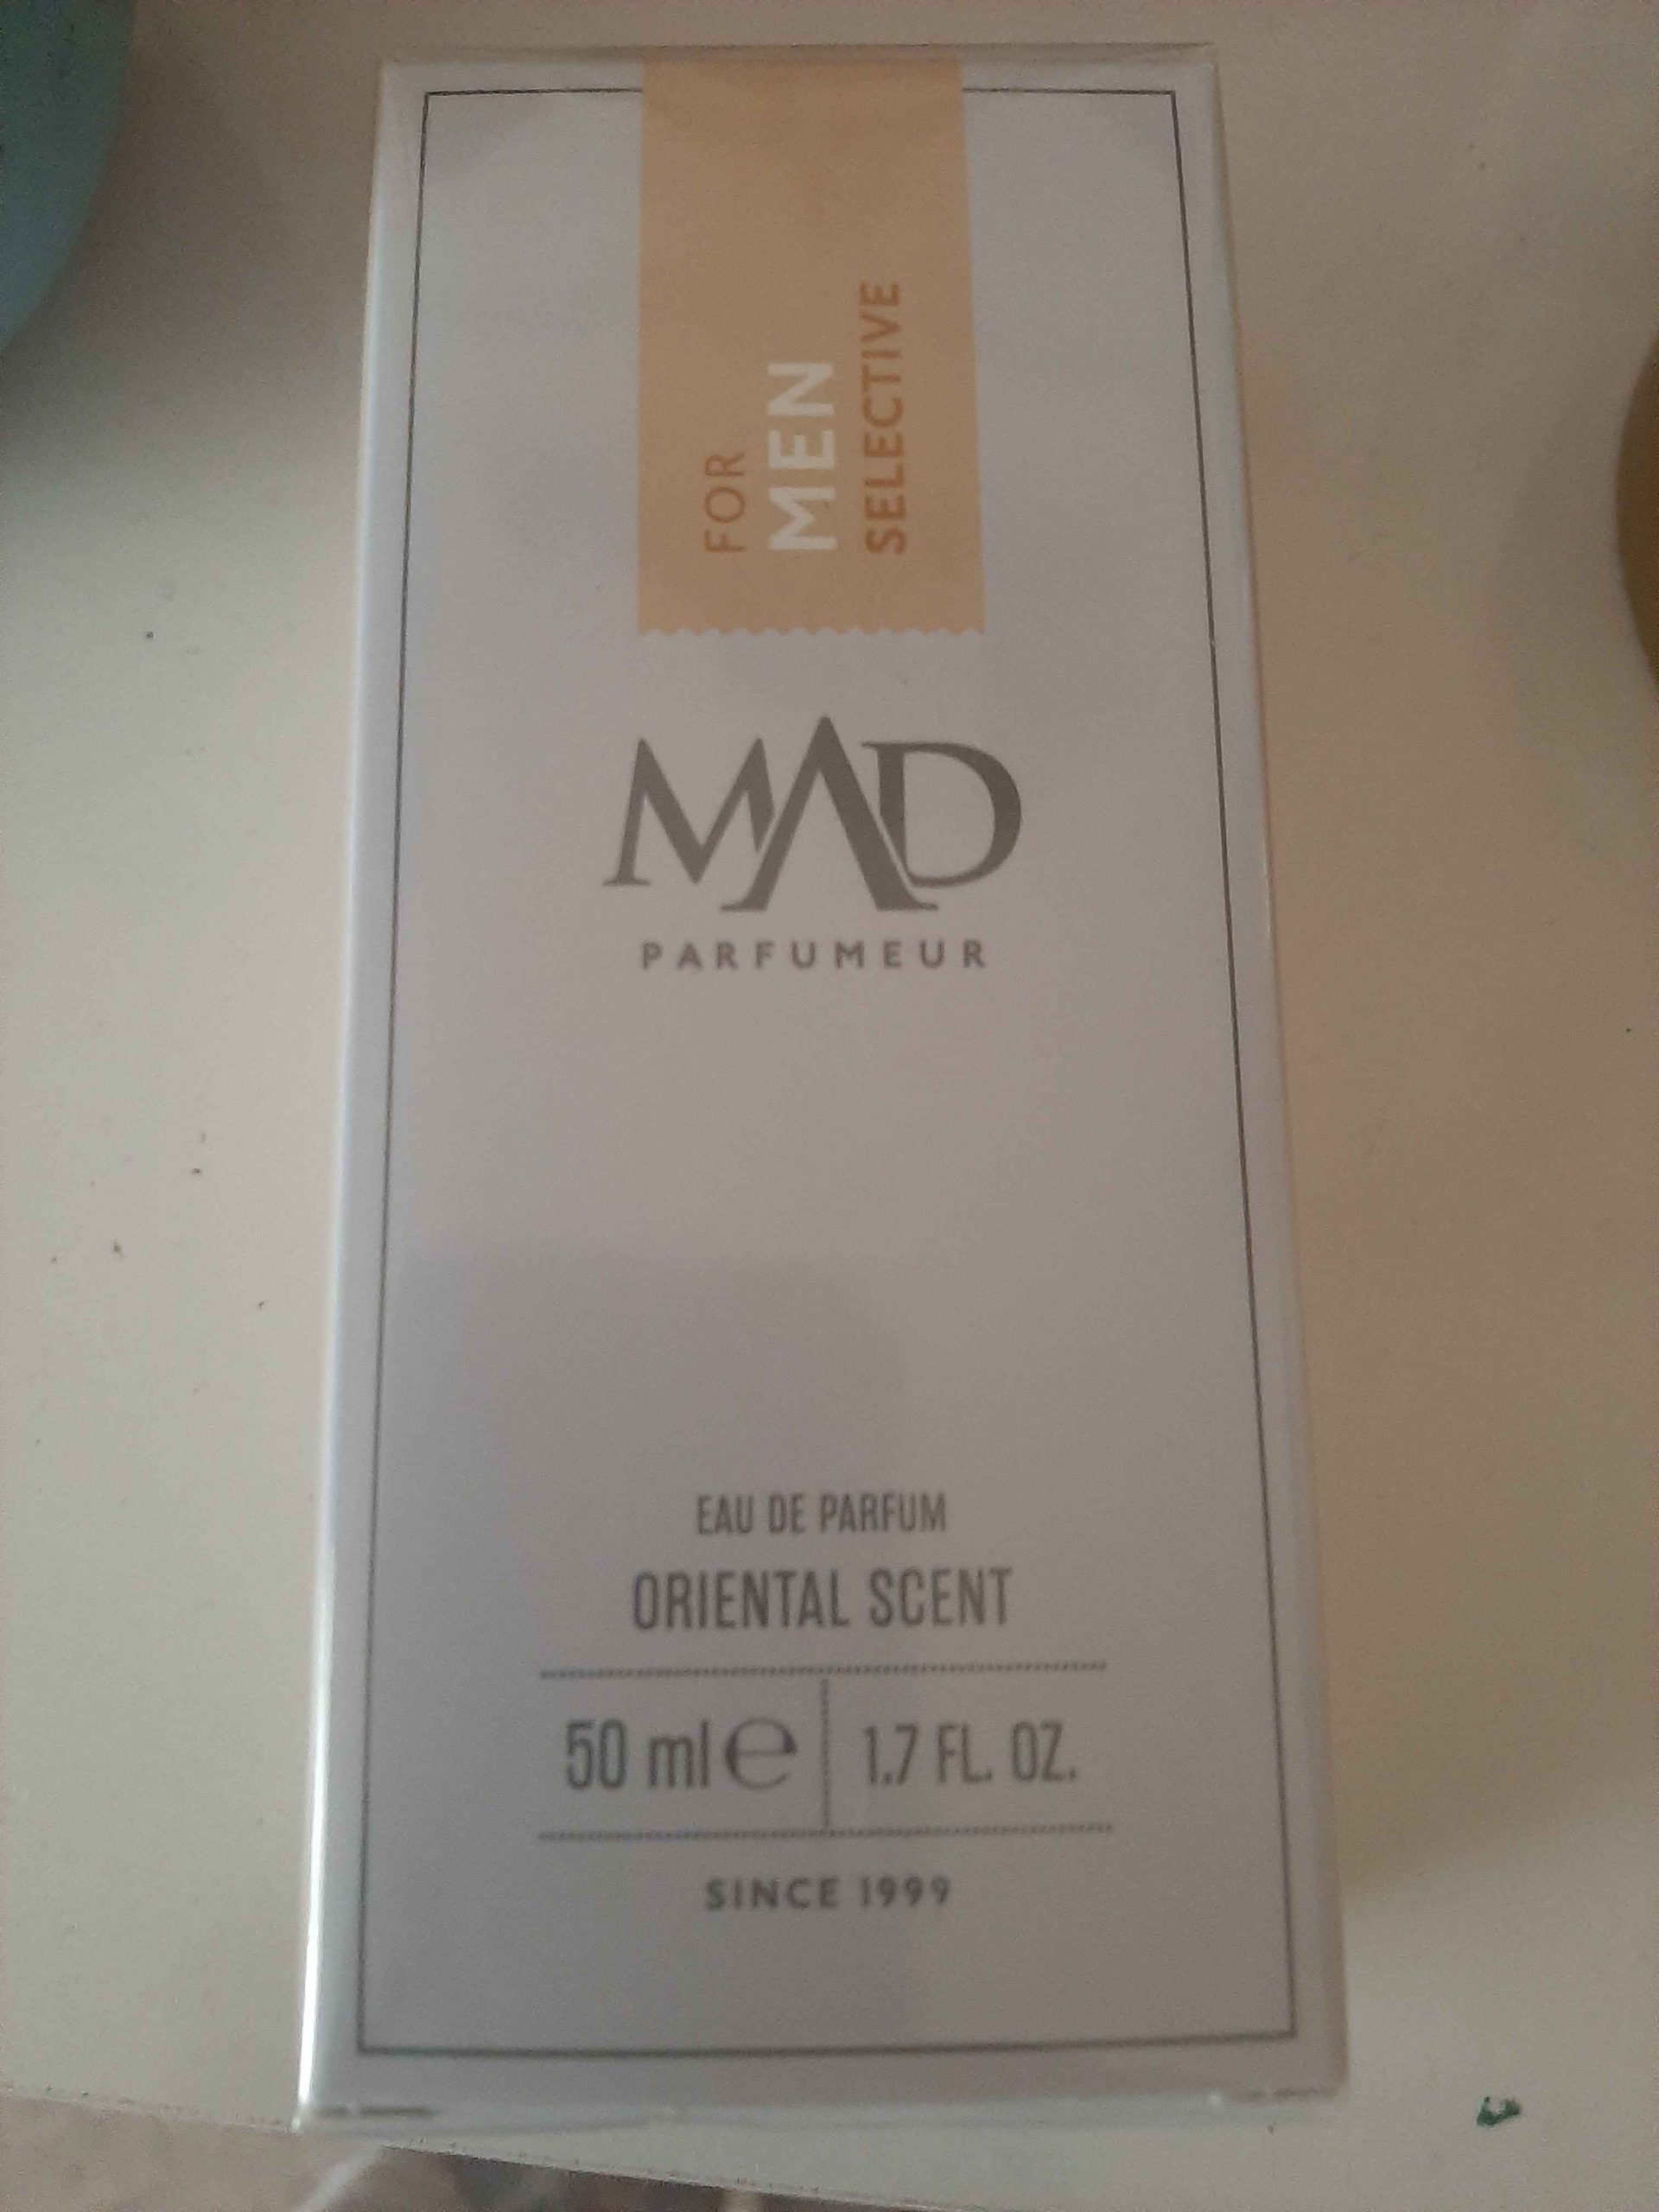 FOR
MEN
SELECTIVE
MAD
PARFUMEUR
EAU DE PARFUM
ORIENTAL SCENT
50 ml e
1.7 FL. OZ.
SINCE 1999